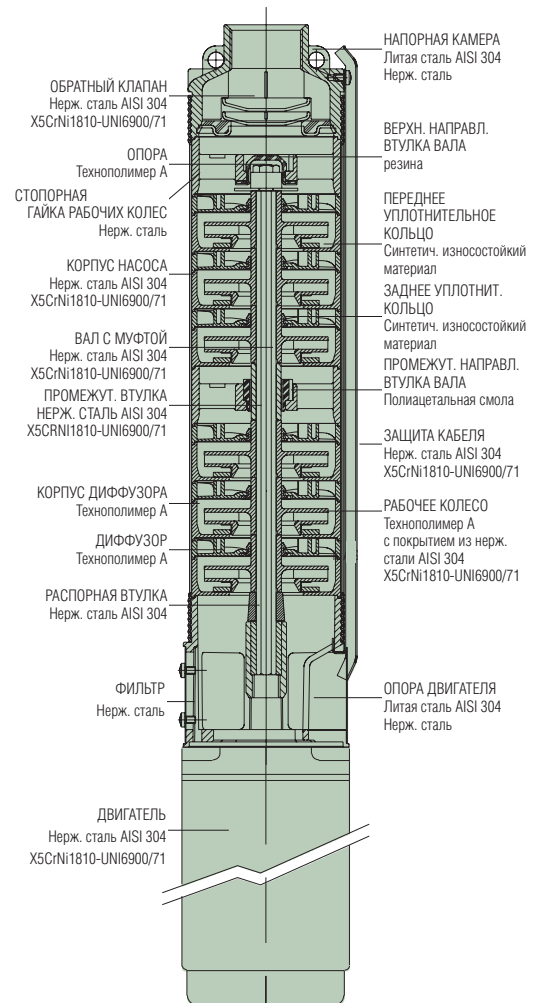 НАПОРНАЯ КАМЕРА
Литая сталь AISI 304
Нерж. сталь
ОБРАТНЫЙ КЛАПАН
Нерж. сталь AISI 304
X5CrNi1810-UNI6900/71
ВЕРХН. НАПРАВЛ.
ВТУЛКА ВАЛА
резина
ОПОРА
Технополимер А
СТОПОРНАЯ
ГАЙКА РАБОЧИХ КОЛЕС
Нерж. сталь
ПЕРЕДНЕЕ
УПЛОТНИТЕЛЬНОЕ
КОЛЬЦО
Синтетич. износостойкий
материал
КОРПУС НАСОСА
Нерж. сталь AISI 304
X5CrNi1810-UNI6900/71
ЗАДНЕЕ УПЛОТНИТ.
КОЛЬЦО
Синтетич. износостойкий
материал
ВАЛ С МУФТОЙ
Нерж. сталь AISI 304
X5CrNi1810-UNI6900/71
ПРОМЕЖУТ. НАПРАВЛ.
ВТУЛКА ВАЛА
Полиацетальная смола
ПРОМЕЖУТ. ВТУЛКА
НЕРЖ. СТАЛЬ AISI 304
X5CRNI1810-UNI6900/71
ЗАЩИТА КАБЕЛЯ
Нерж. сталь AISI 304
X5CrNi1810-UNI6900/71
КОРПУС ДИФФУЗОРА
Технополимер А
РАБОЧЕЕ КОЛЕСО
Технополимер А
с покрытием из нерж.
стали AISI 304
X5CrNi1810-UNI6900/71
ДИФФУЗОР
Технополимер А
РАСПОРНАЯ ВТУЛКА
Нерж. сталь AISI 304
ФИЛЬТР
Нерж. сталь
ОПОРА ДВИГАТЕЛЯ
Литая сталь AISI 304
Нерж. сталь
ДВИГАТЕЛЬ
Нерж. сталь AISI 304
X5CrNi1810-UNI6900/71